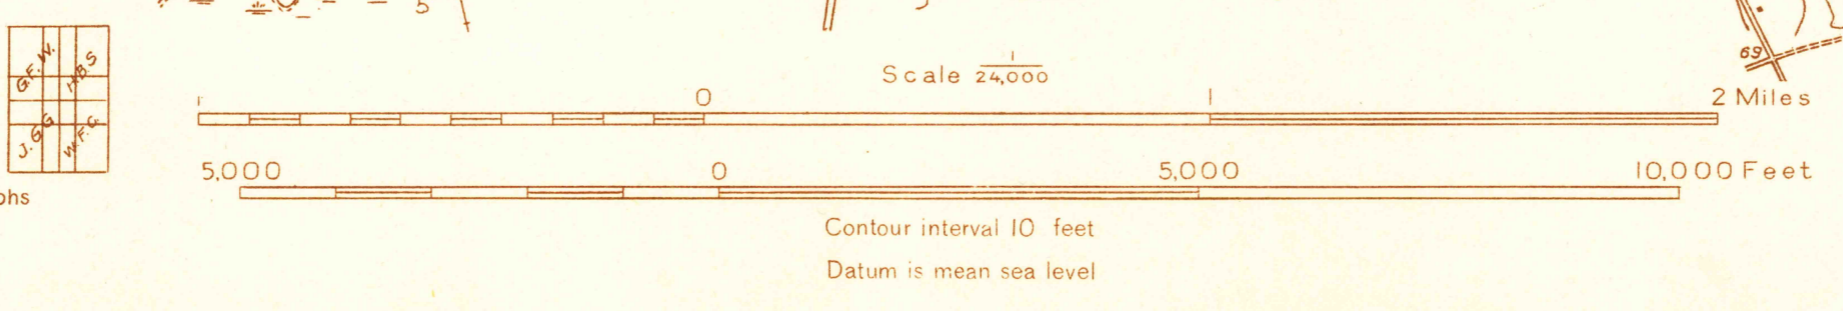 5
G.F.W.
H.B.S
J.G.G
W.F.G.
phs
Scale 1/24,000
1 0 1 2 Miles
5,000 0 5,000 10,000 Feet
Contour interval 10 feet
Datum is mean sea level
69